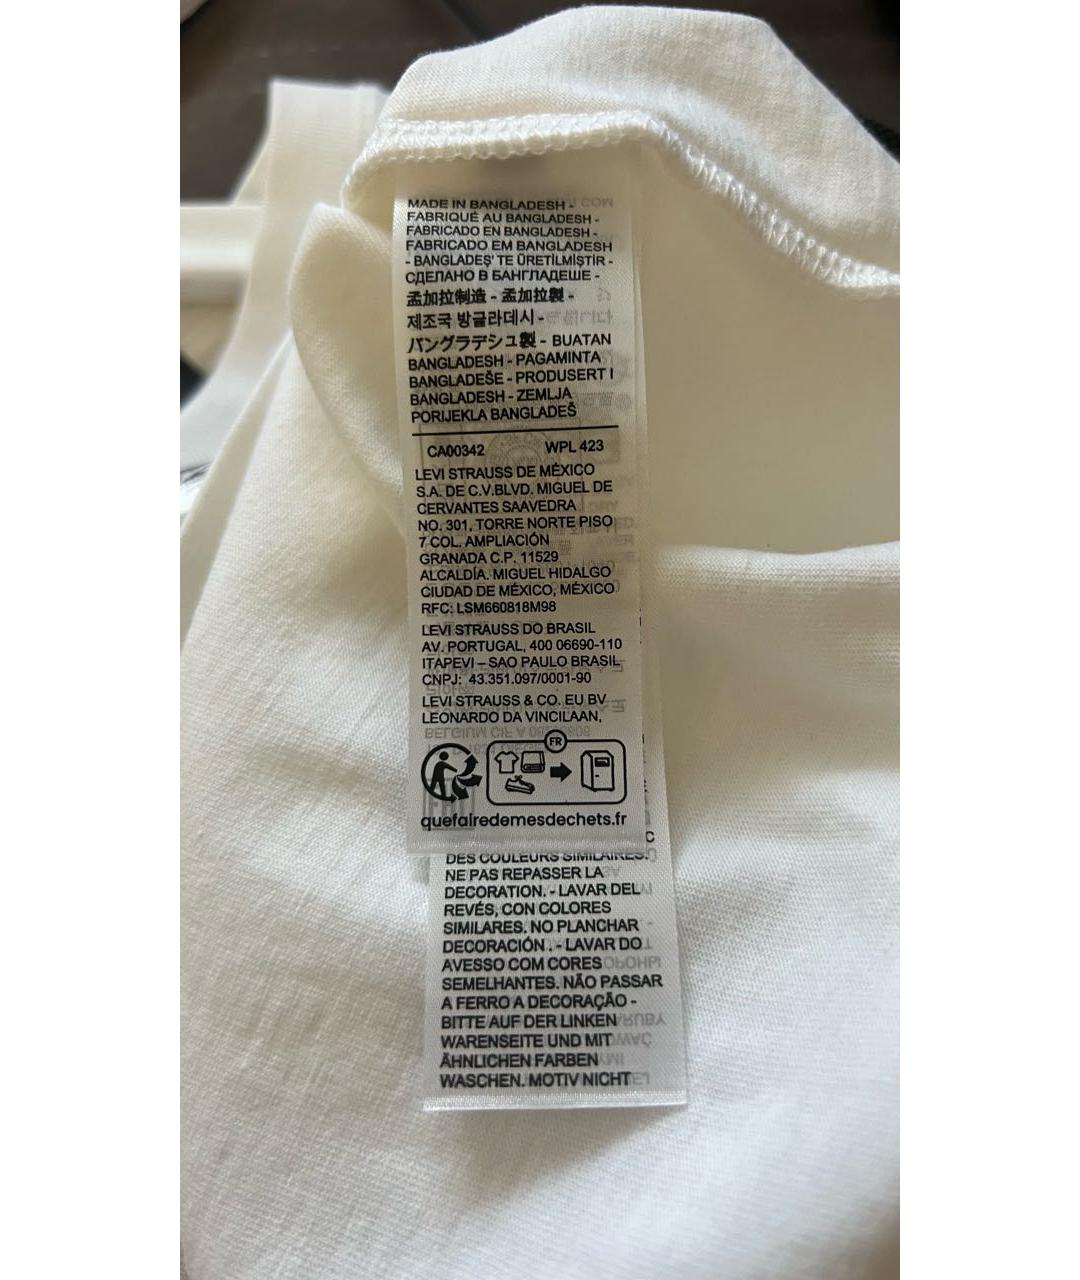 MADE IN BANGLADESH -
FABRIQUÉ AU BANGLADESH -
FABRICADO EN BANGLADESH -
FABRICADO EM BANGLADESH
- BANGLADEŞ' TE ÜRETİLMİŞTİR -
СДЕЛАНО В БАНГЛАДЕШЕ -
孟加拉制造 - 孟加拉製 -
제조국 방글라데시 -
バングラデシュ製 - BUATAN
BANGLADESH - PAGAMINTA
BANGLADEŠE - PRODUSERT I
BANGLADESH - ZEMLJA
PORIJEKLA BANGLADEŠ
CA00342 WPL 423
LEVI STRAUSS DE MÉXICO
S.A. DE C.V.BLVD. MIGUEL DE
CERVANTES SAAVEDRA
NO. 301, TORRE NORTE PISO
7 COL. AMPLIACIÓN
GRANADA C.P. 11529
ALCALDÍA. MIGUEL HIDALGO
CIUDAD DE MÉXICO, MÉXICO
RFC: LSM660818M98
LEVI STRAUSS DO BRASIL
AV. PORTUGAL, 400 06690-110
ITAPEVI – SAO PAULO BRASIL
CNPJ: 43.351.097/0001-90
LEVI STRAUSS & CO. EU BV
LEONARDO DA VINCILAAN,
FR
quefairedemesdechets.fr
DES COULEURS SIMILAIRES.
NE PAS REPASSER LA
DECORATION. - LAVAR DEL
REVÉS, CON COLORES
SIMILARES. NO PLANCHAR
DECORACIÓN . - LAVAR DO
AVESSO COM CORES
SEMELHANTES. NÃO PASSAR
A FERRO A DECORAÇÃO -
BITTE AUF DER LINKEN
WARENSEITE UND MIT
ÄHNLICHEN FARBEN
WASCHEN. MOTIV NICHT